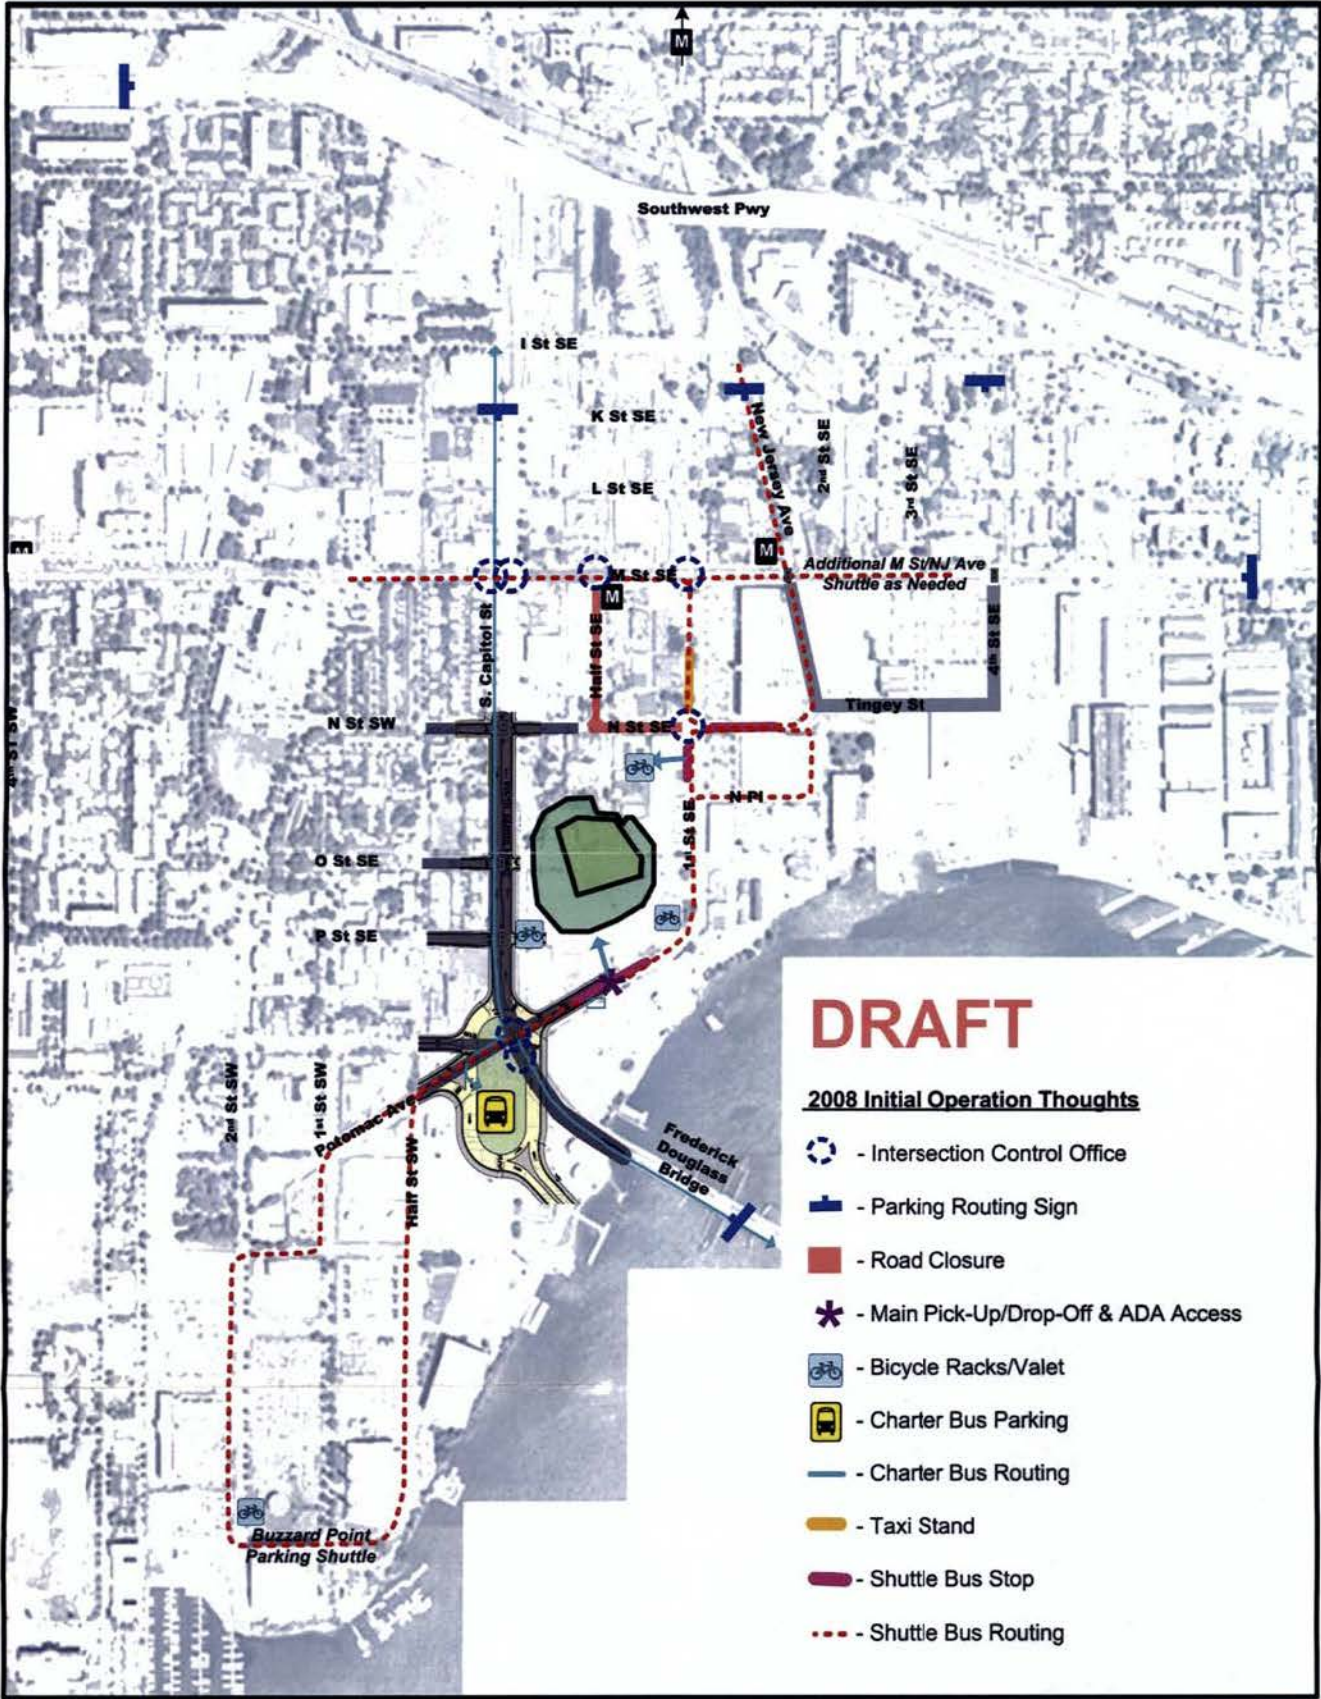 M
Southwest Pwy
I St SE
K St SE
New Jersey Ave
2nd St SE
3rd St SE
L St SE
M
M
M St SE
Additional M St/NJ Ave
Shuttle as Needed
M
S. Capitol St
Half St SE
4th St SE
Tingey St
N St SW
N St SE
4th St SW
N Pl
1st St SE
O St SE
P St SE
2nd St SW
1st St SW
Potomac Ave
Half St SW
Frederick
Douglass
Bridge
Buzzard Point
Parking Shuttle
DRAFT
2008 Initial Operation Thoughts
- Intersection Control Office
- Parking Routing Sign
- Road Closure
- Main Pick-Up/Drop-Off & ADA Access
- Bicycle Racks/Valet
- Charter Bus Parking
- Charter Bus Routing
- Taxi Stand
- Shuttle Bus Stop
- Shuttle Bus Routing